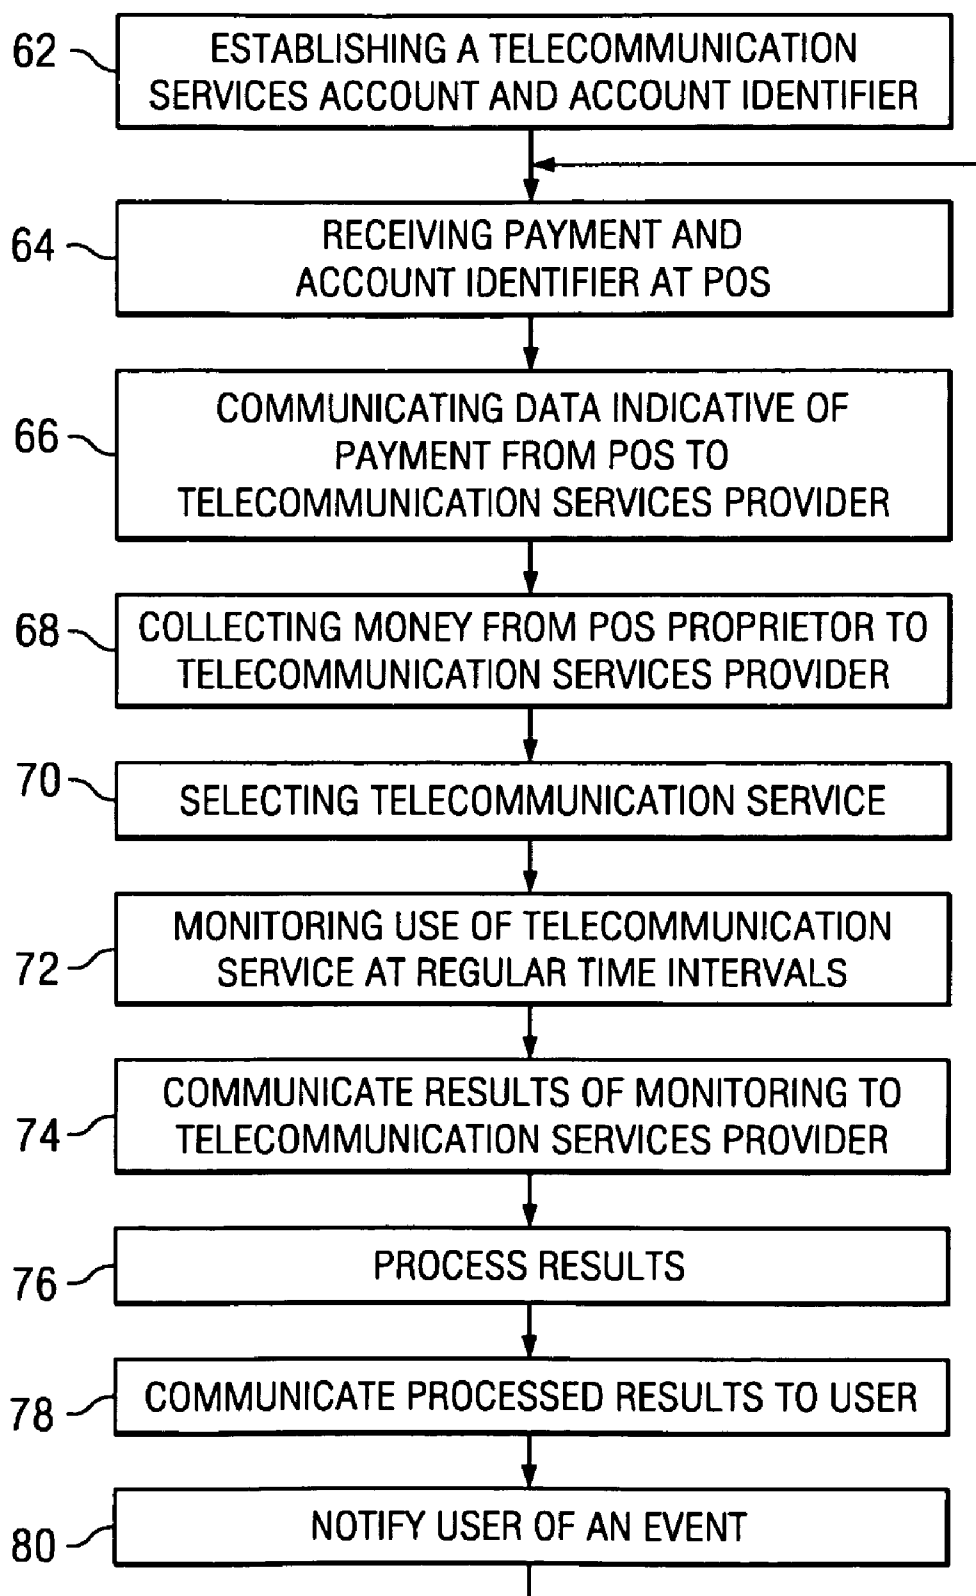 62
ESTABLISHING A TELECOMMUNICATION
SERVICES ACCOUNT AND ACCOUNT IDENTIFIER
64
RECEIVING PAYMENT AND
ACCOUNT IDENTIFIER AT POS
66
COMMUNICATING DATA INDICATIVE OF
PAYMENT FROM POS TO
TELECOMMUNICATION SERVICES PROVIDER
68
COLLECTING MONEY FROM POS PROPRIETOR TO
TELECOMMUNICATION SERVICES PROVIDER
70
SELECTING TELECOMMUNICATION SERVICE
72
MONITORING USE OF TELECOMMUNICATION
SERVICE AT REGULAR TIME INTERVALS
74
COMMUNICATE RESULTS OF MONITORING TO
TELECOMMUNICATION SERVICES PROVIDER
76
PROCESS RESULTS
78
COMMUNICATE PROCESSED RESULTS TO USER
80
NOTIFY USER OF AN EVENT